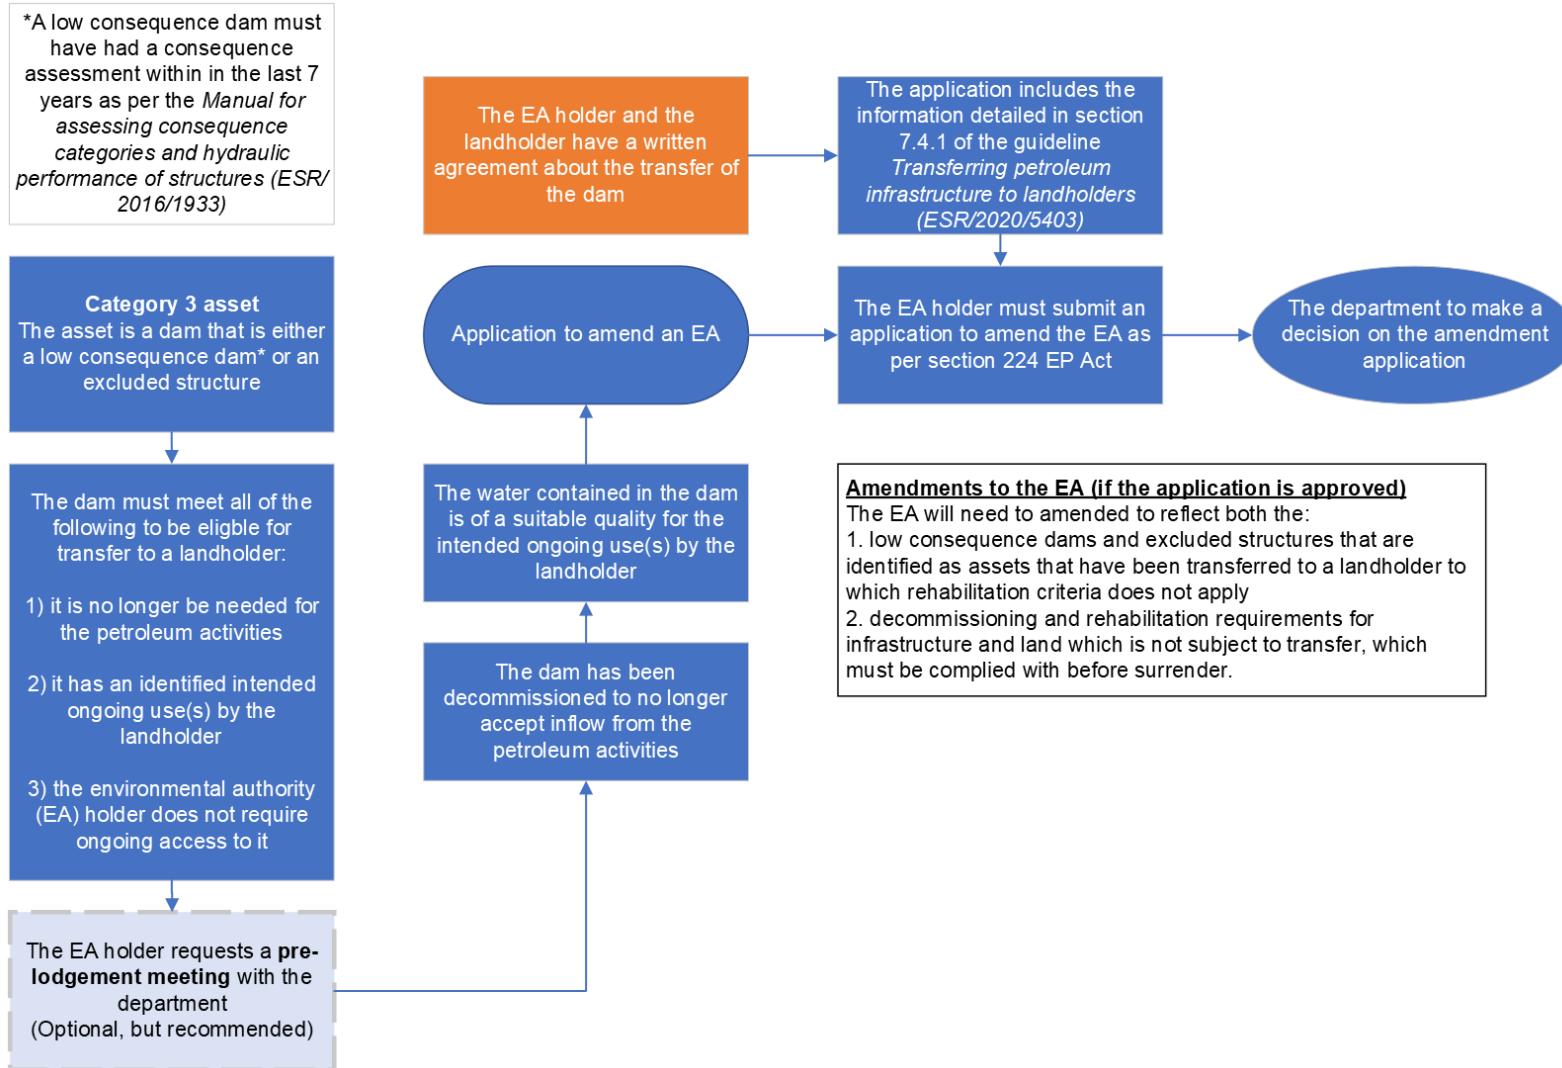 *A low consequence dam must
have had a consequence
assessment within in the last 7
years as per the Manual for
assessing consequence
categories and hydraulic
performance of structures (ESR/
2016/1933)
Category 3 asset
The asset is a dam that is either
a low consequence dam* or an
excluded structure
The dam must meet all of the
following to be eligble for
transfer to a landholder:
1) it is no longer be needed for
the petroleum activities
2) it has an identified intended
ongoing use(s) by the
landholder
3) the environmental authority
(EA) holder does not require
ongoing access to it
The EA holder requests a pre-
lodgement meeting with the
department
(Optional, but recommended)
The dam has been
decommissioned to no longer
accept inflow from the
petroleum activities
The water contained in the dam
is of a suitable quality for the
intended ongoing use(s) by the
landholder
Application to amend an EA
The EA holder and the
landholder have a written
agreement about the transfer of
the dam
The application includes the
information detailed in section
7.4.1 of the guideline
Transferring petroleum
infrastructure to landholders
(ESR/2020/5403)
The EA holder must submit an
application to amend the EA as
per section 224 EP Act
The department to make a
decision on the amendment
application
Amendments to the EA (if the application is approved)
The EA will need to amended to reflect both the:
1. low consequence dams and excluded structures that are
identified as assets that have been transferred to a landholder to
which rehabilitation criteria does not apply
2. decommissioning and rehabilitation requirements for
infrastructure and land which is not subject to transfer, which
must be complied with before surrender.